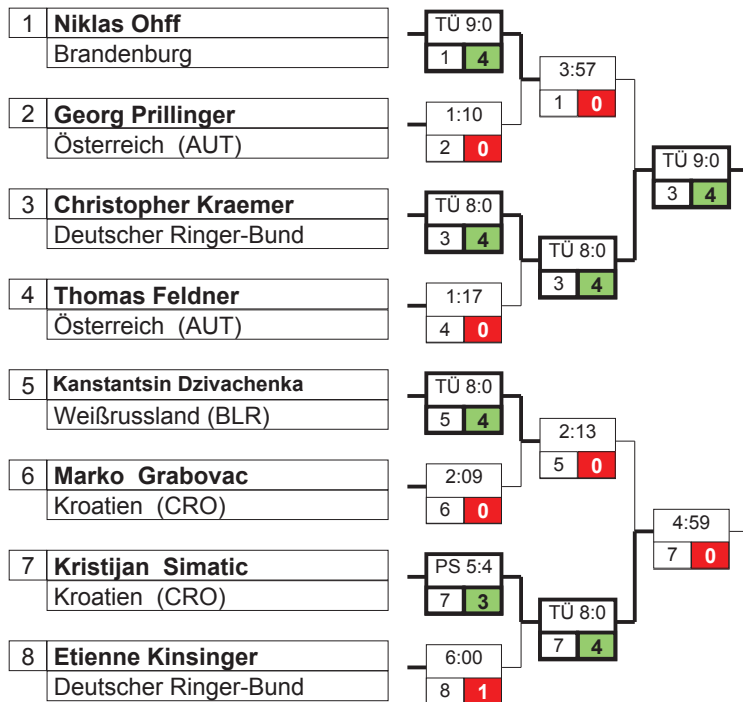 1 Niklas Ohff
Brandenburg
TÜ 9:0
1 4
3:57
1 0
2 Georg Prillinger
Österreich (AUT)
1:10
2 0
TÜ 9:0
3 4
3 Christopher Kraemer
Deutscher Ringer-Bund
TÜ 8:0
3 4
TÜ 8:0
3 4
4 Thomas Feldner
Österreich (AUT)
1:17
4 0
5 Kanstantsin Dzivachenka
Weißrussland (BLR)
TÜ 8:0
5 4
2:13
5 0
6 Marko Grabovac
Kroatien (CRO)
2:09
6 0
4:59
7 0
7 Kristijan Simatic
Kroatien (CRO)
PS 5:4
7 3
TÜ 8:0
7 4
8 Etienne Kinsinger
Deutscher Ringer-Bund
6:00
8 1